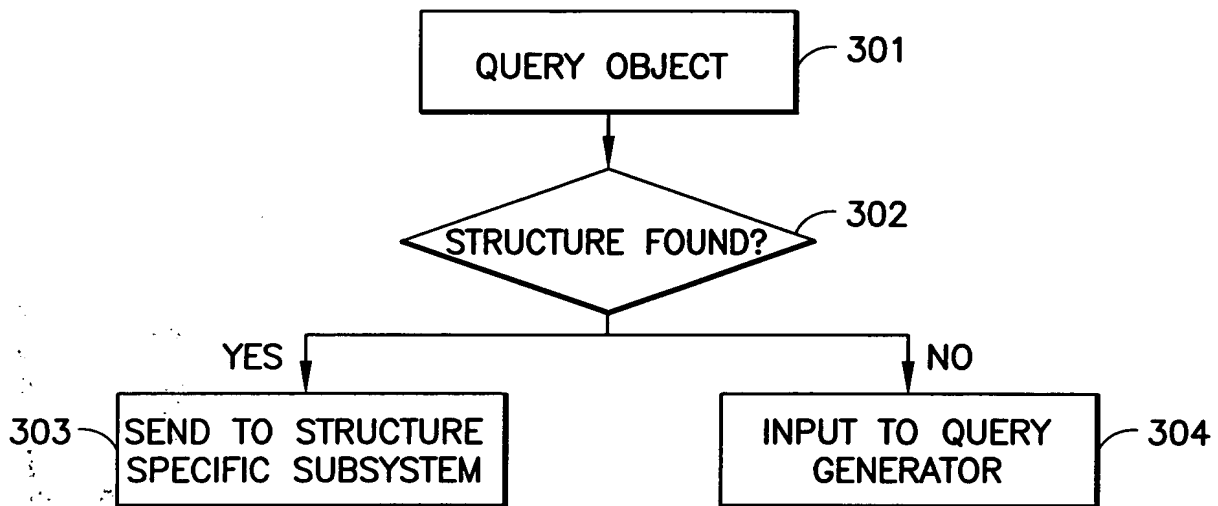 QUERY OBJECT
301
STRUCTURE FOUND?
302
YES
NO
303
SEND TO STRUCTURE
SPECIFIC SUBSYSTEM
INPUT TO QUERY
GENERATOR
304